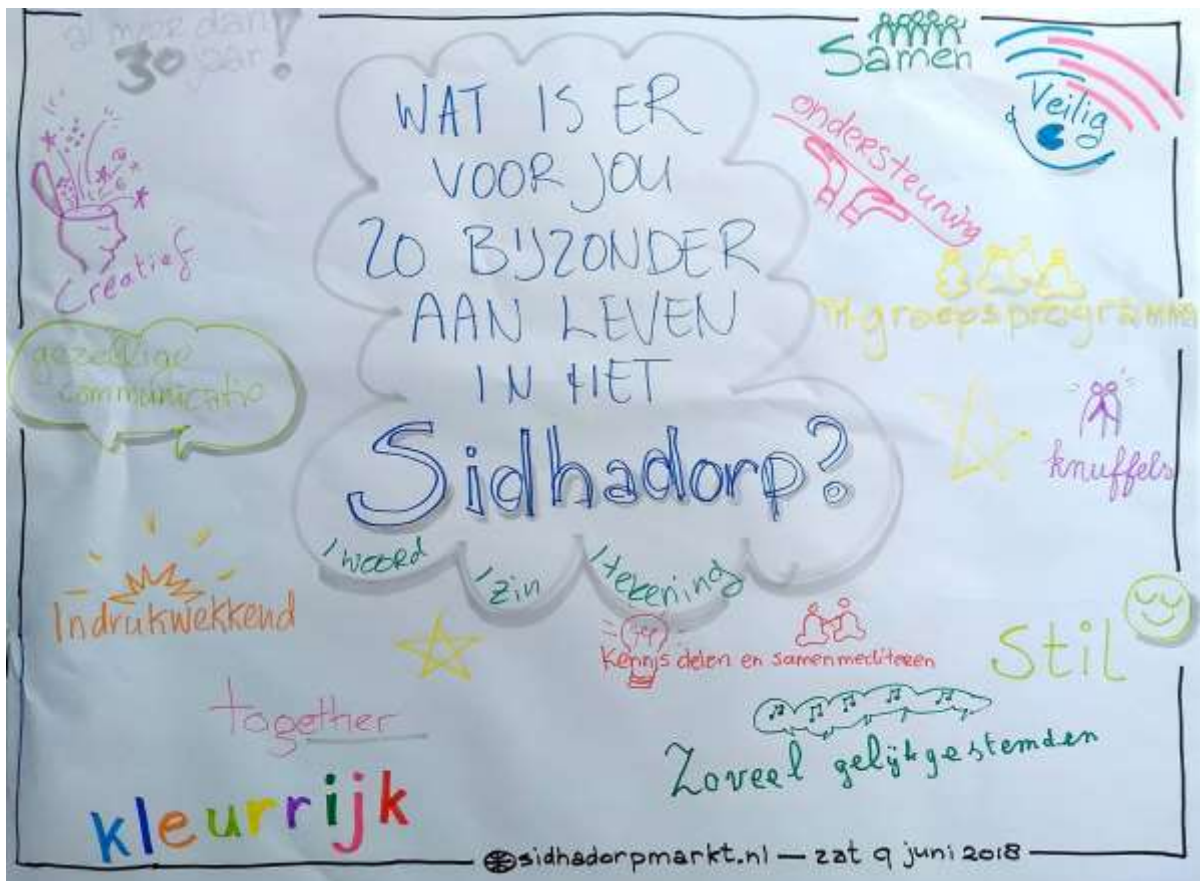 al meer dan
30 jaar!
Samen
Veilig
WAT IS ER
VOOR JOU
ZO BIJZONDER
AAN LEVEN
IN HET
Sidhadorp?
1 woord
1 zin
1 tekening
ondersteuning
Creatief
TM groepsprogramma
gezellige
communicatie
knuffels
Indrukwekkend
Kennis delen en samen mediteren
Stil
together
Zoveel gelijkgestemden
kleurrijk
sidhadorpmarkt.nl — zat 9 juni 2018